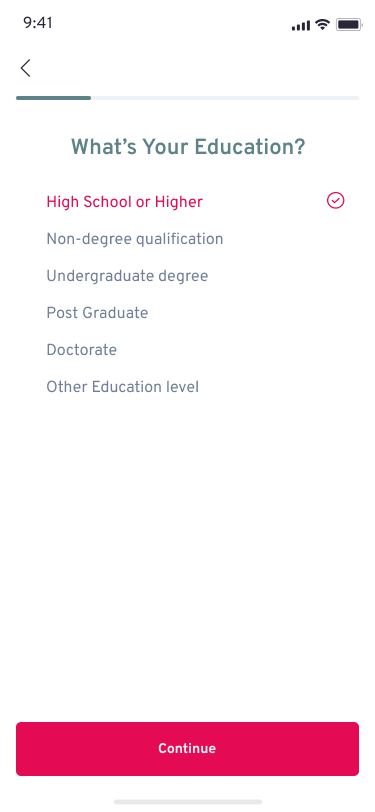 9:41
What's Your Education?
High School or Higher
Non-degree qualification
Undergraduate degree
Post Graduate
Doctorate
Other Education level
Continue